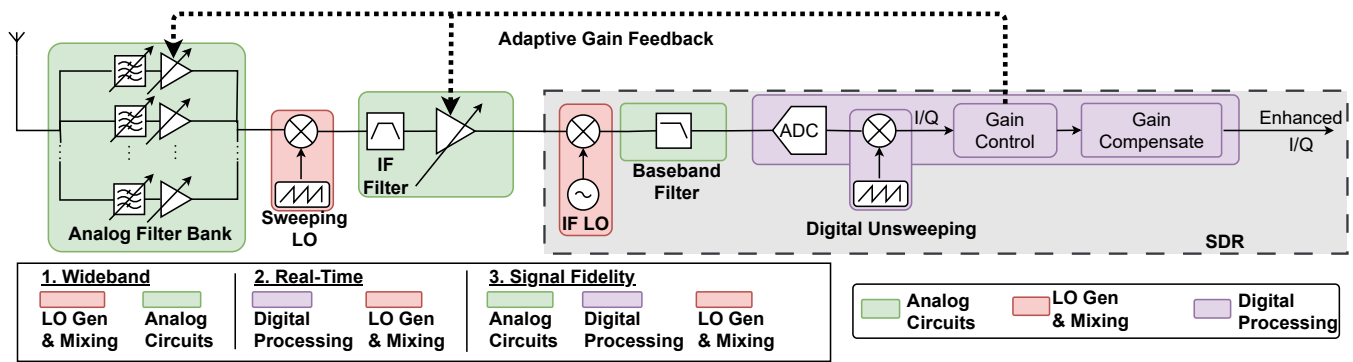 Adaptive Gain Feedback
Analog Filter Bank
Sweeping
LO
IF
Filter
IF LO
Baseband
Filter
ADC
I/Q
Digital Unsweeping
Gain
Control
Gain
Compensate
Enhanced
I/Q
SDR
1. Wideband
LO Gen
& Mixing
Analog
Circuits
2. Real-Time
Digital
Processing
LO Gen
& Mixing
3. Signal Fidelity
Analog
Circuits
Digital
Processing
LO Gen
& Mixing
Analog
Circuits
LO Gen
& Mixing
Digital
Processing